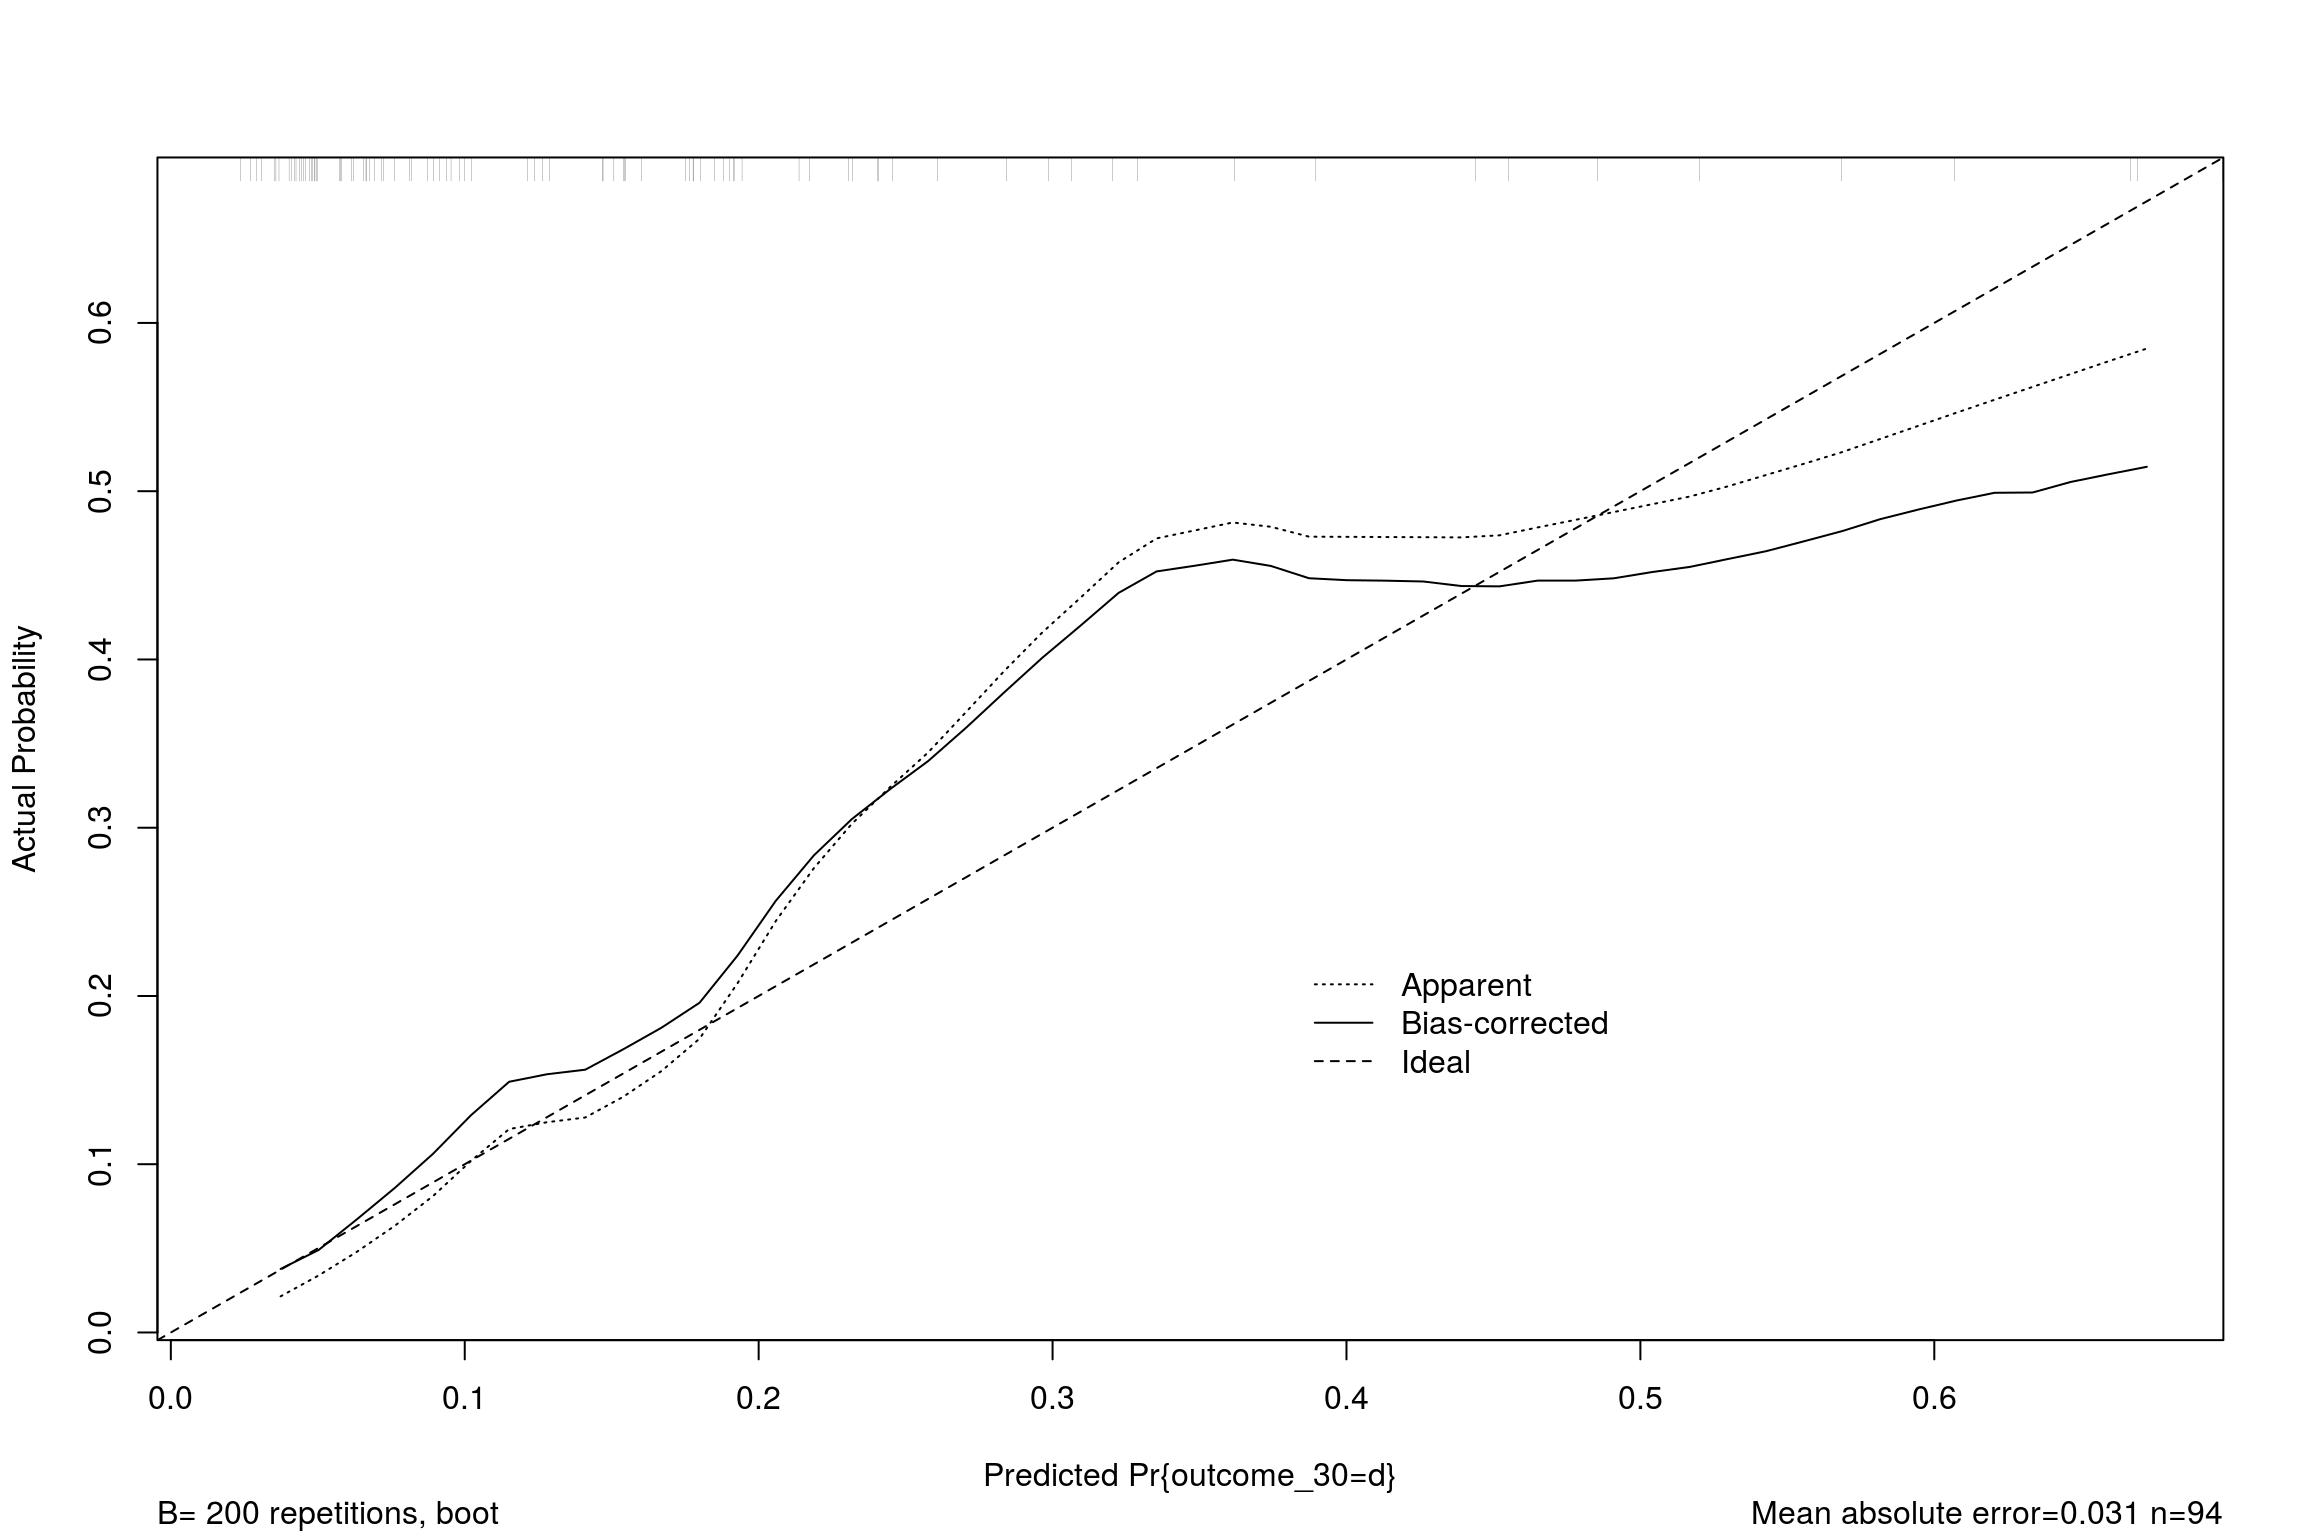 0.6
0.5
0.4
0.3
0.2
0.1
0.0
Actual Probability
Apparent
Bias-corrected
Ideal
0.0 0.1 0.2 0.3 0.4 0.5 0.6
Predicted Pr{outcome_30=d}
B= 200 repetitions, boot
Mean absolute error=0.031 n=94